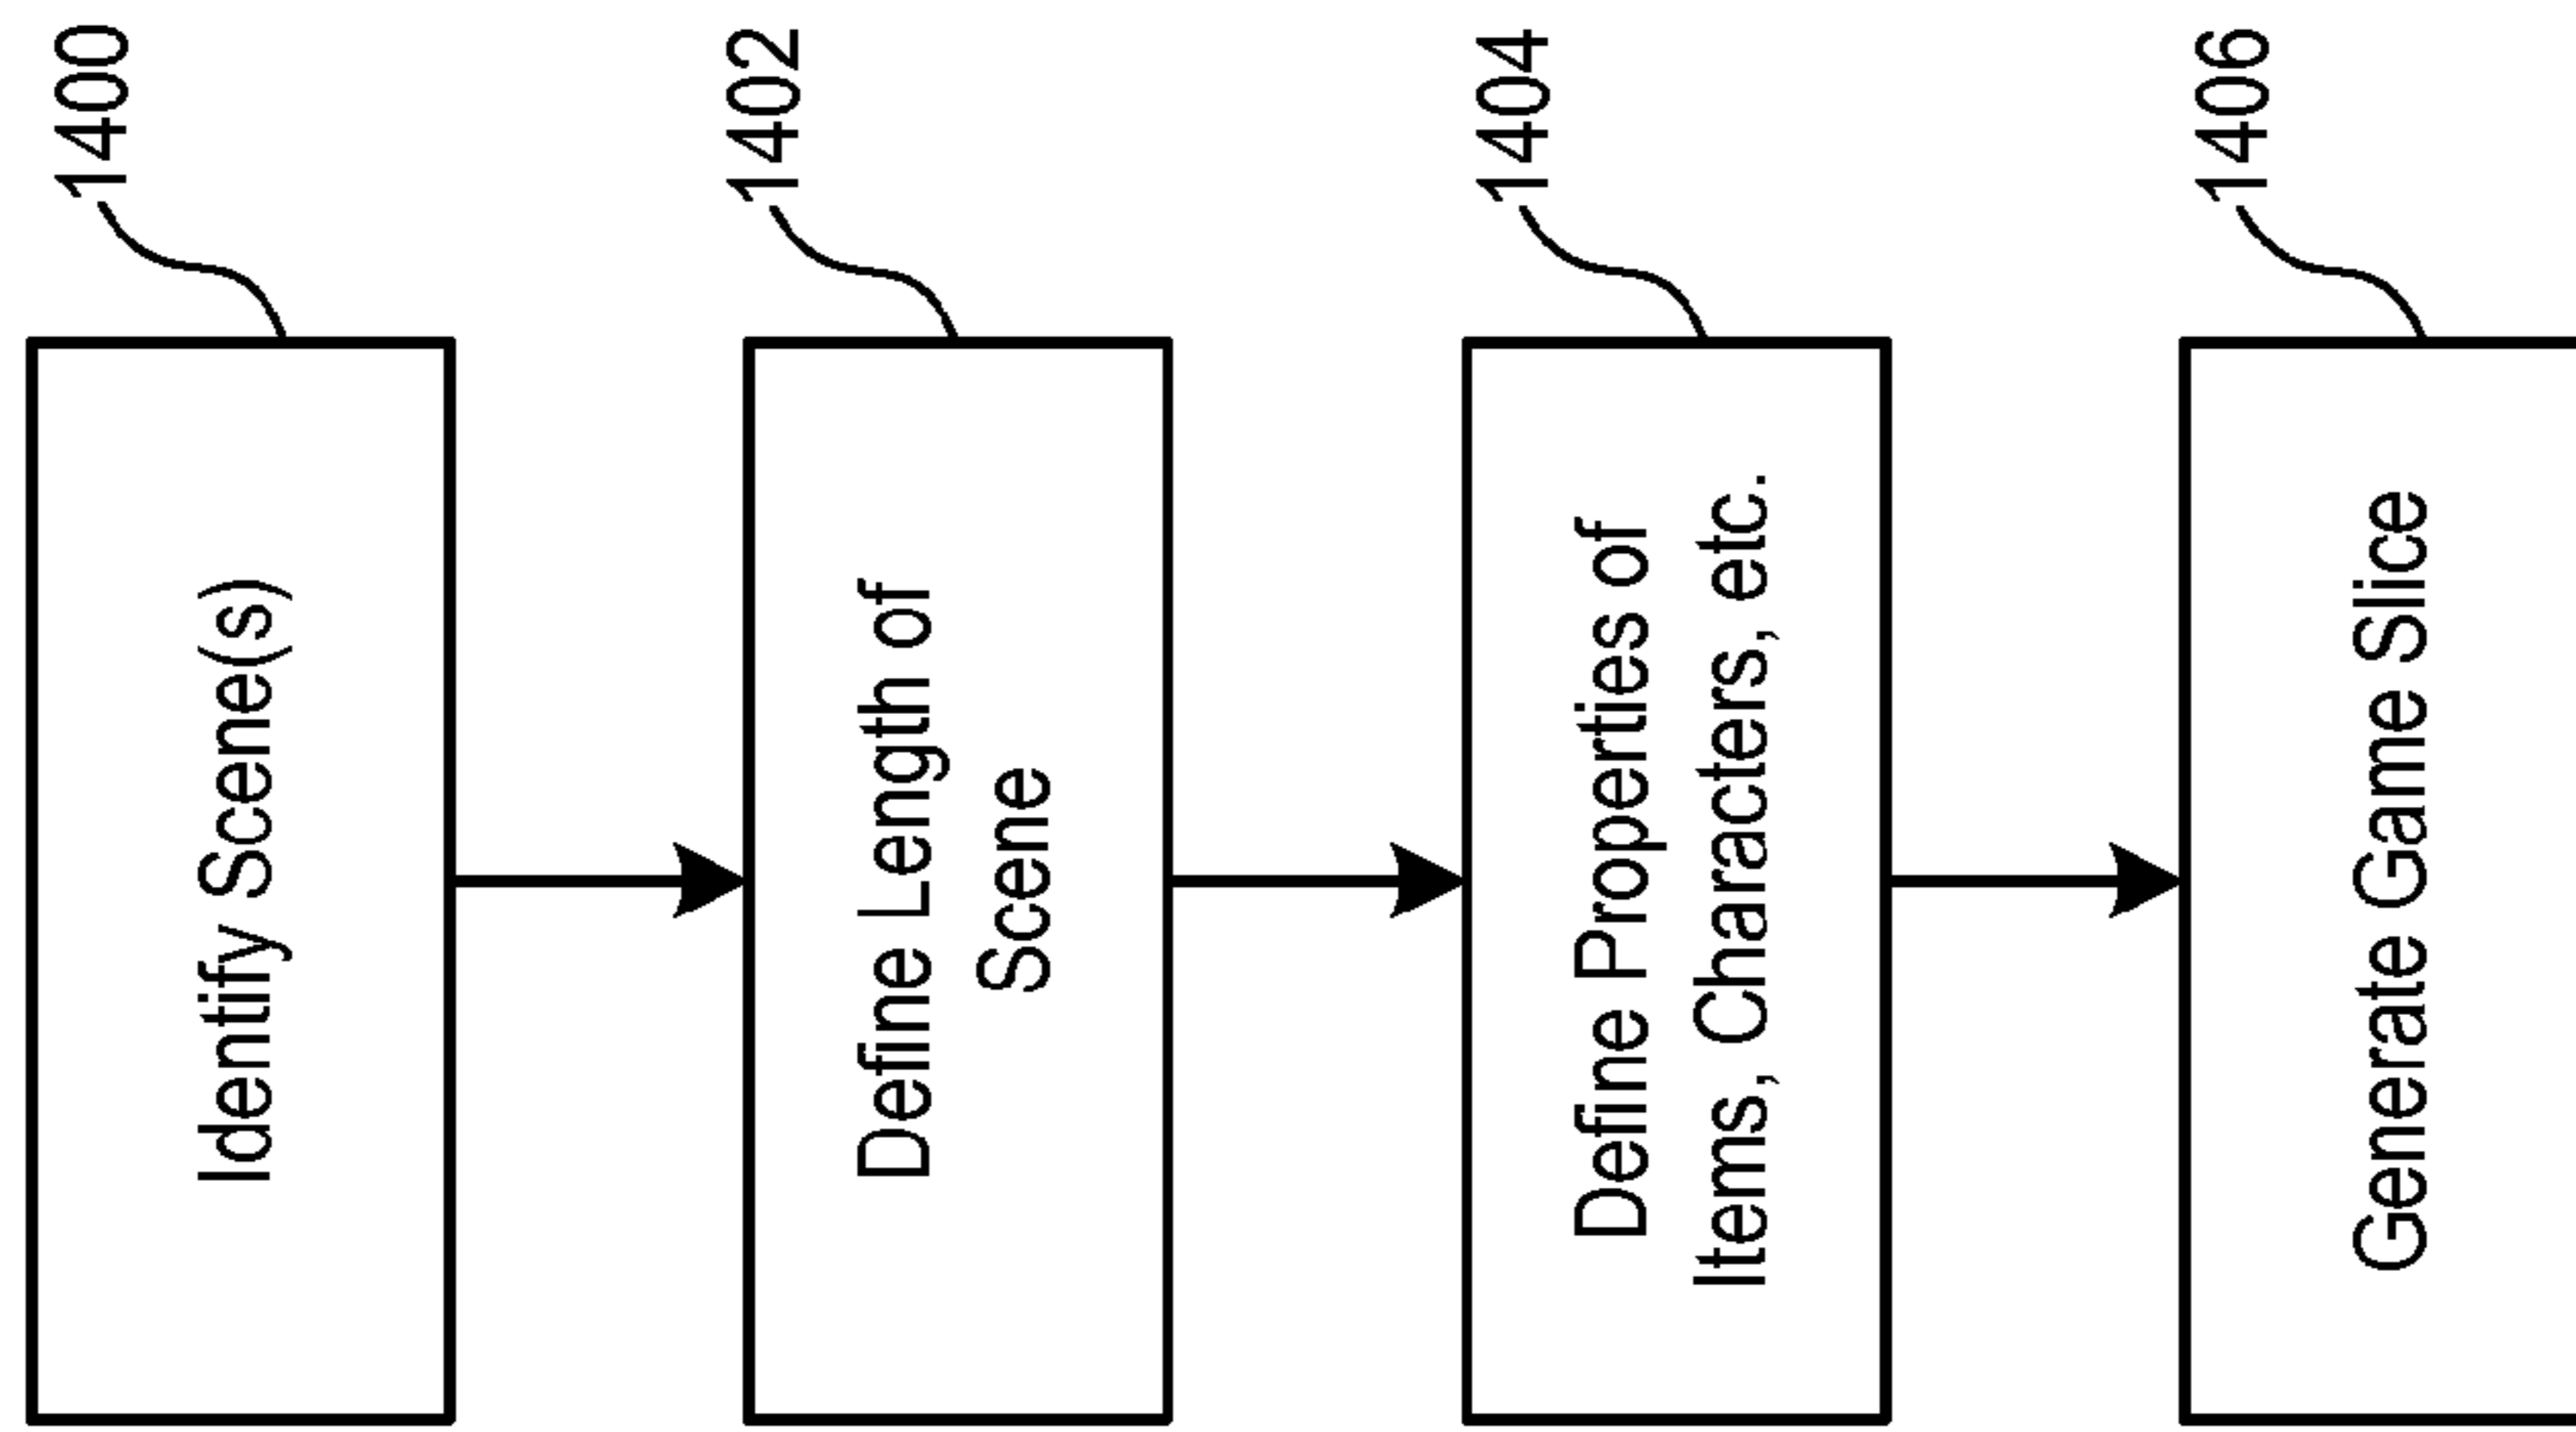 1400
Identify Scene(s)
1402
Define Length of
Scene
1404
Define Properties of
Items, Characters, etc.
1406
Generate Game Slice